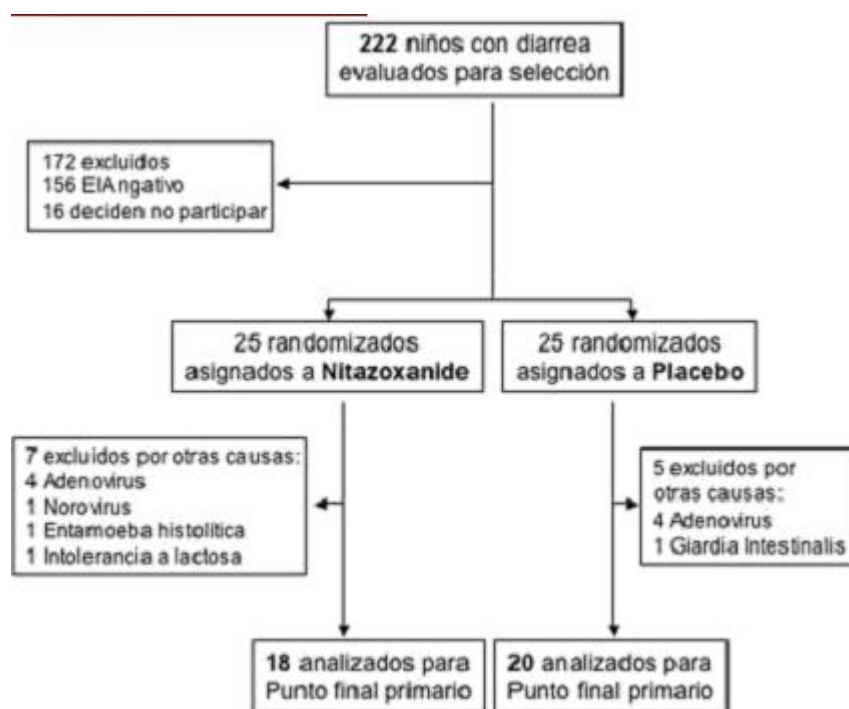 222 niños con diarrea
evaluados para selección
172 excluidos
156 EIAngativo
16 deciden no participar
25 randomizados
asignados a Nitazoxanide
25 randomizados
asignados a Placebo
7 excluidos por otras causas:
4 Adenovirus
1 Norovirus
1 Entamoeba histolítica
1 Intolerancia a lactosa
5 excluidos por
otras causas:
4 Adenovirus
1 Giardia Intestinalis
18 analizados para
Punto final primario
20 analizados para
Punto final primario